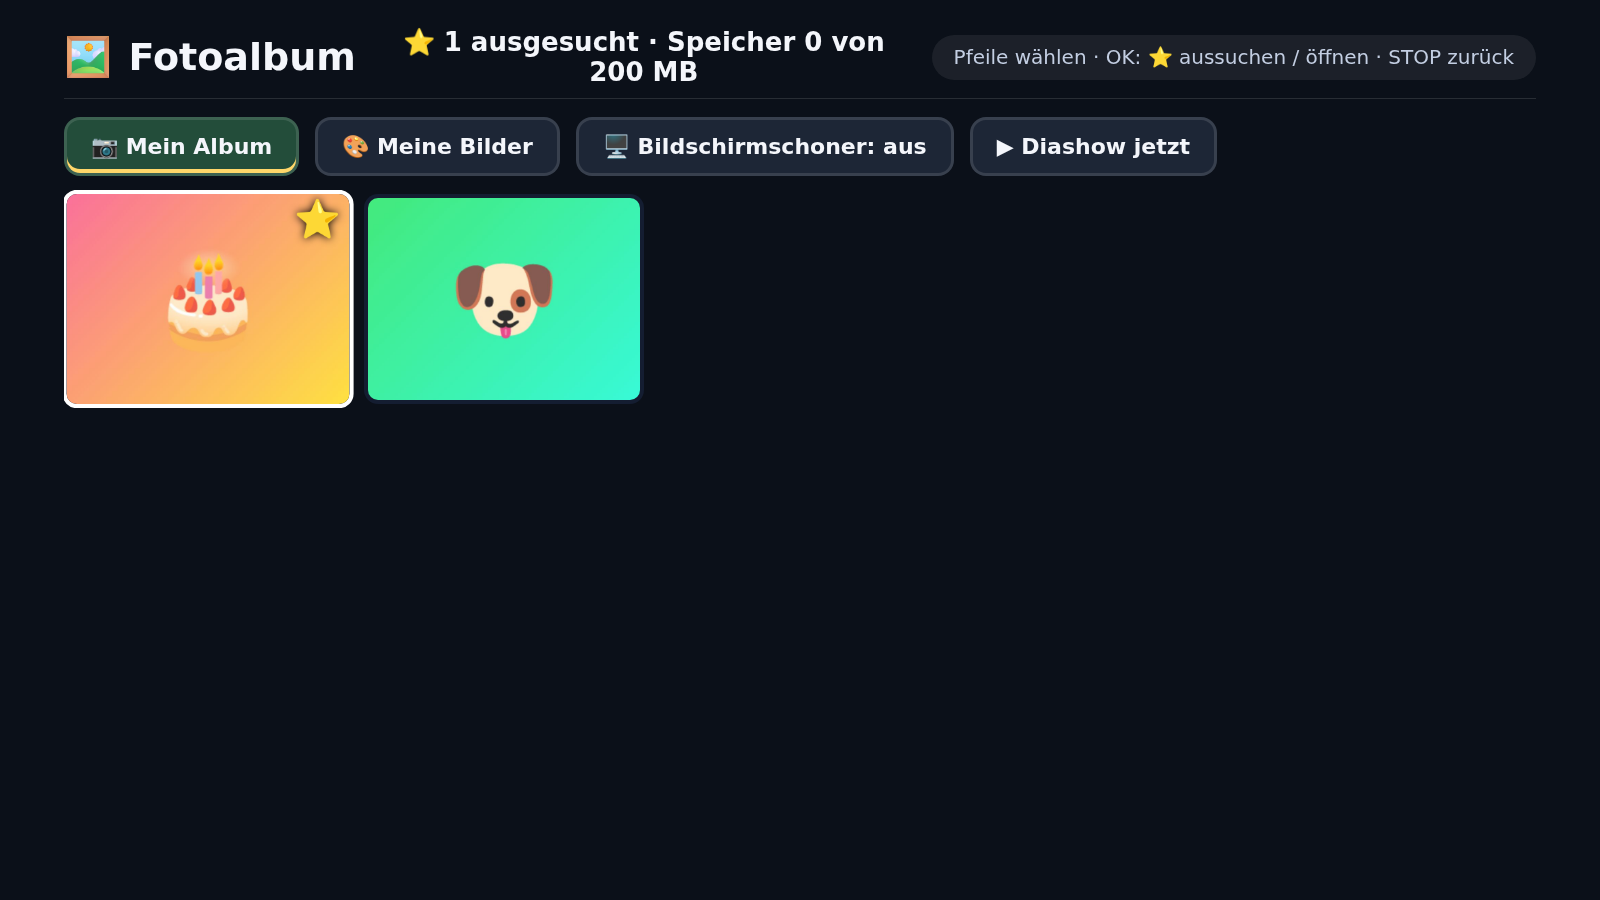 Fotoalbum
⭐ 1 ausgesucht · Speicher 0 von
200 MB
Pfeile wählen · OK: ⭐ aussuchen / öffnen · STOP zurück
Mein Album
Meine Bilder
Bildschirmschoner: aus
▶ Diashow jetzt